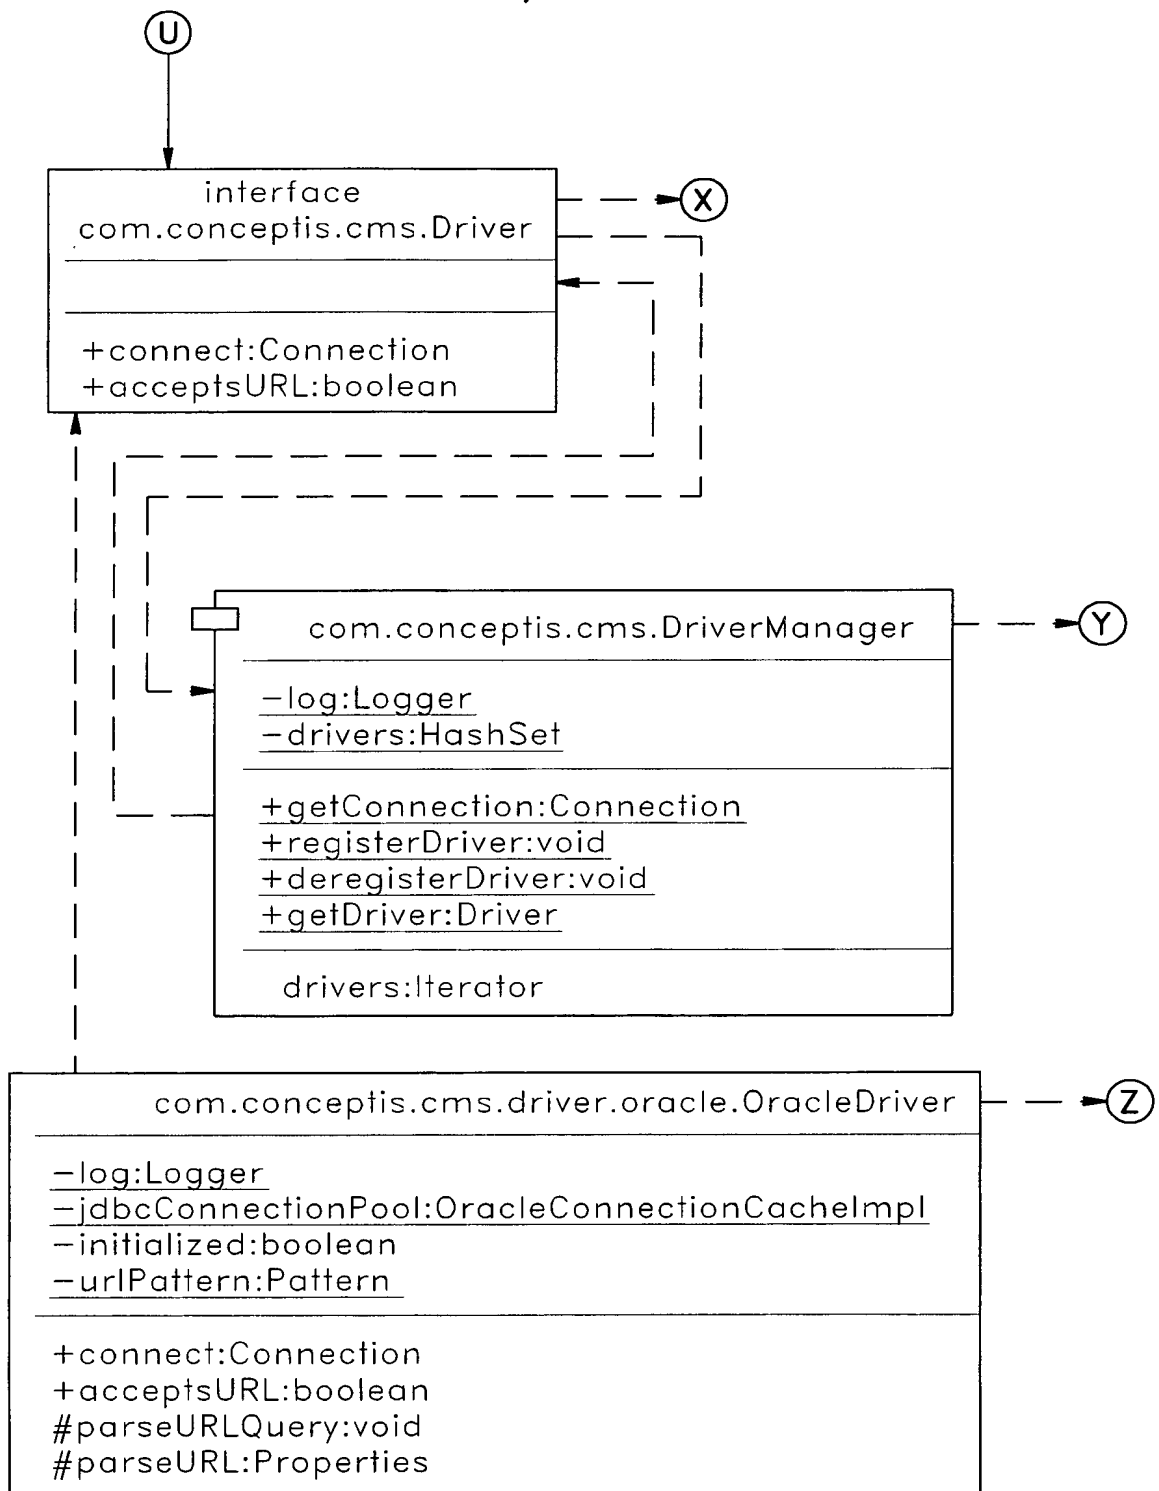 U
interface
com.conceptis.cms.Driver
X
+connect:Connection
+acceptsURL:boolean
com.conceptis.cms.DriverManager
Y
-log:Logger
-drivers:HashSet
+getConnection:Connection
+registerDriver:void
+deregisterDriver:void
+getDriver:Driver
drivers:Iterator
com.conceptis.cms.driver.oracle.OracleDriver
Z
-log:Logger
-jdbcConnectionPool:OracleConnectionCacheImpl
-initialized:boolean
-urlPattern:Pattern
+connect:Connection
+acceptsURL:boolean
#parseURLQuery:void
#parseURL:Properties